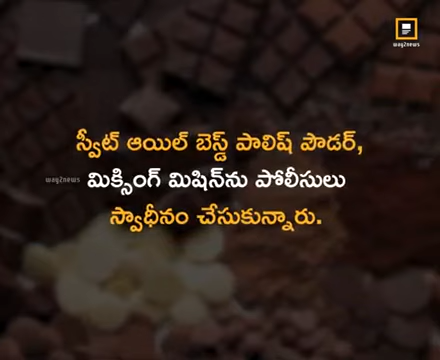 way2news
స్వీట్ ఆయిల్ బెస్డ్ పాలిష్ పౌడర్,
way2news మిక్సింగ్ మిషిన్‌ను పోలీసులు
స్వాధీనం చేసుకున్నారు.